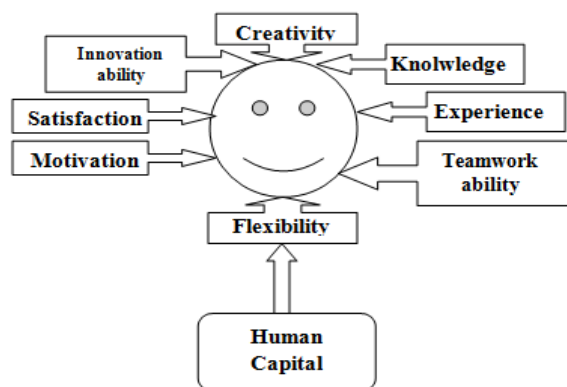 Creativity
Innovation
ability
Knolwledge
Satisfaction
Experience
Motivation
Teamwork
ability
Flexibility
Human
Capital